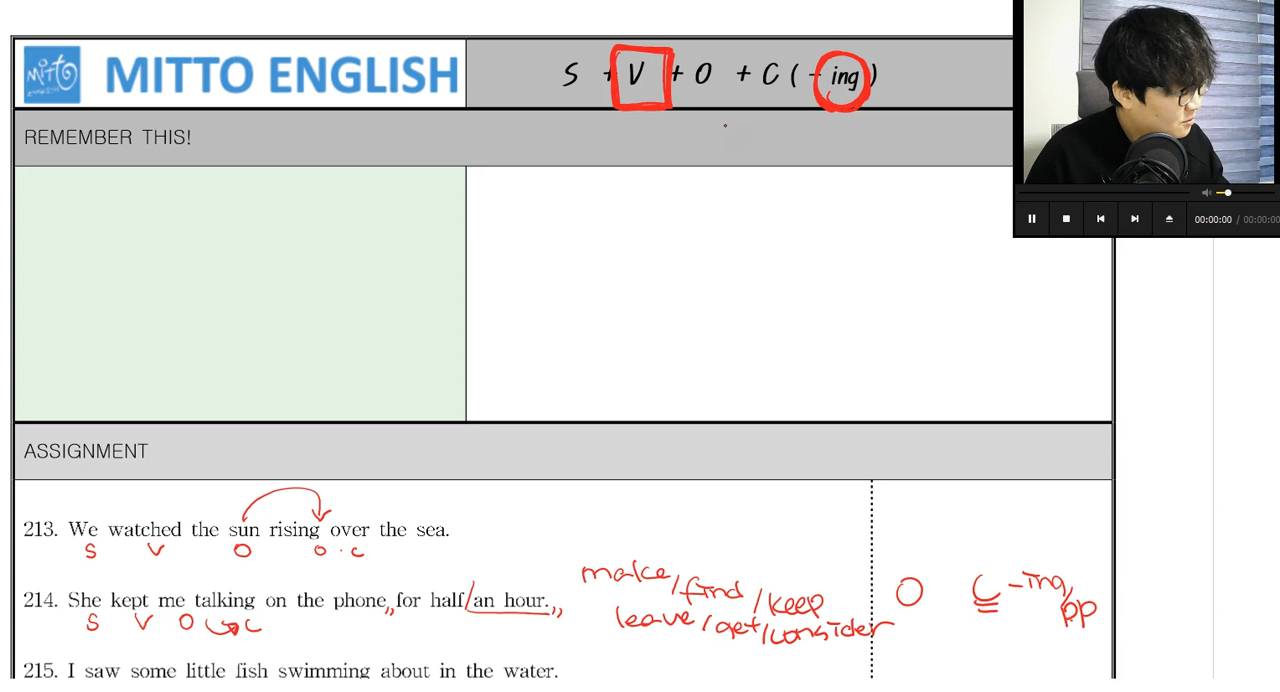 MiTTo
MITTO ENGLISH
S + V + O + C ( - ing )
REMEMBER THIS!
00:00:00 / 00:00:00
ASSIGNMENT
213. We watched the sun rising over the sea.
S V O O·C
214. She kept me talking on the phone for half an hour.
S V O C
make/find/keep
leave/get/consider
O C -ing,
pp
215. I saw some little fish swimming about in the water.